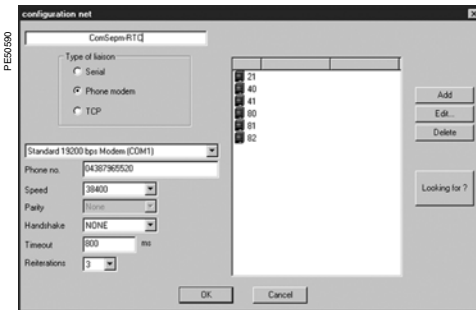 PE50590
configuration net
ComSepm-RTC
Type of liaison
Serial
Phone modem
TCP
Standard 19200 bps Modem (COM1)
Phone no. 04387965520
Speed 38400
Parity None
Handshake NONE
Timeout 800 ms
Reiterations 3
21
40
41
80
81
82
Add
Edit...
Delete
Looking for ?
OK
Cancel